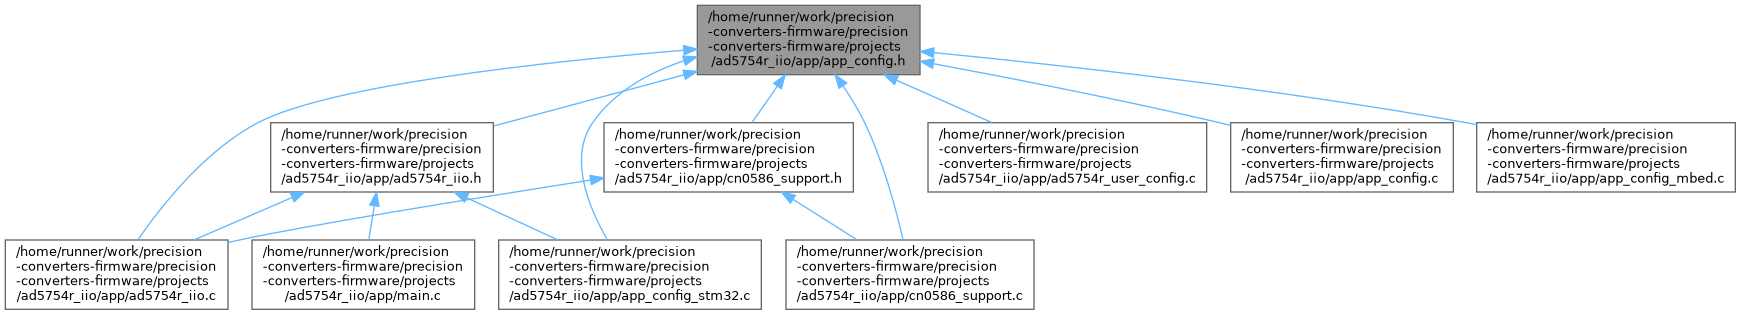 /home/runner/work/precision
-converters-firmware/precision
-converters-firmware/projects
/ad5754r_iio/app/app_config.h
/home/runner/work/precision
-converters-firmware/precision
-converters-firmware/projects
/ad5754r_iio/app/ad5754r_iio.h
/home/runner/work/precision
-converters-firmware/precision
-converters-firmware/projects
/ad5754r_iio/app/cn0586_support.h
/home/runner/work/precision
-converters-firmware/precision
-converters-firmware/projects
/ad5754r_iio/app/ad5754r_user_config.c
/home/runner/work/precision
-converters-firmware/precision
-converters-firmware/projects
/ad5754r_iio/app/app_config.c
/home/runner/work/precision
-converters-firmware/precision
-converters-firmware/projects
/ad5754r_iio/app/app_config_mbed.c
/home/runner/work/precision
-converters-firmware/precision
-converters-firmware/projects
/ad5754r_iio/app/ad5754r_iio.c
/home/runner/work/precision
-converters-firmware/precision
-converters-firmware/projects
/ad5754r_iio/app/main.c
/home/runner/work/precision
-converters-firmware/precision
-converters-firmware/projects
/ad5754r_iio/app/app_config_stm32.c
/home/runner/work/precision
-converters-firmware/precision
-converters-firmware/projects
/ad5754r_iio/app/cn0586_support.c